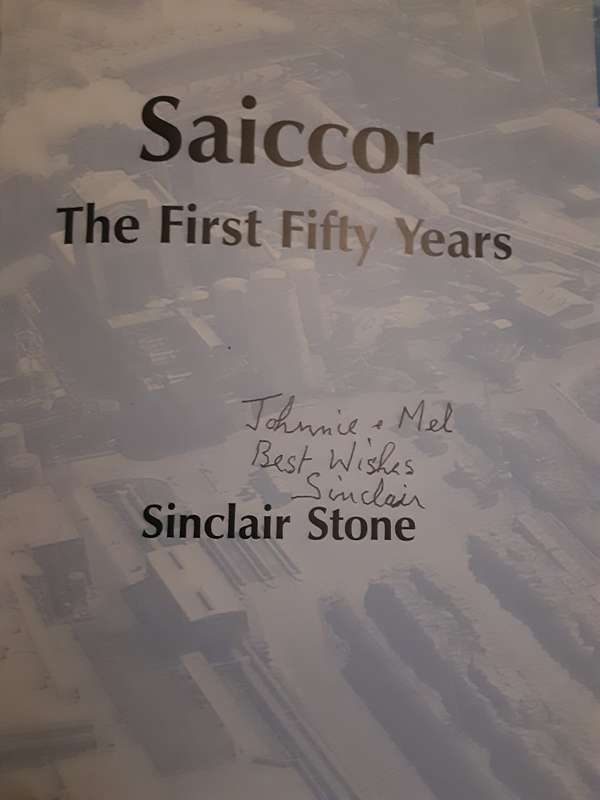 Saiccor
The First Fifty Years
Johnnie & Mel
Best Wishes
Sinclair
Sinclair Stone